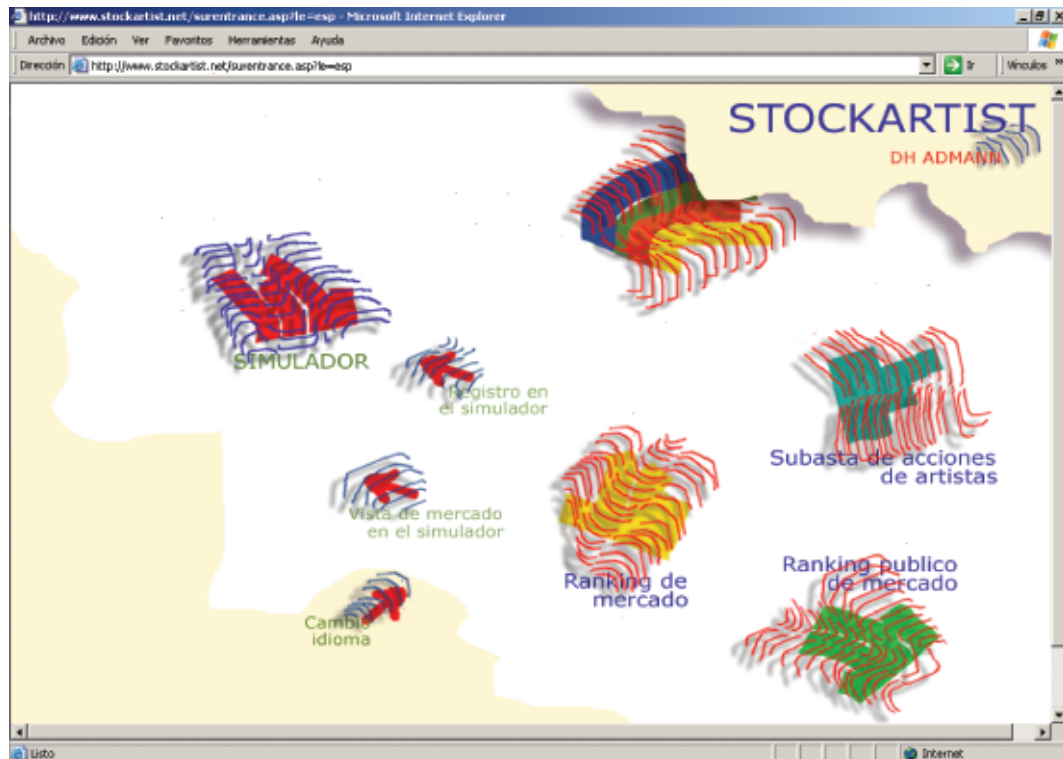 http://www.stockartist.net/surentrance.asp?le=esp - Microsoft Internet Explorer
Archivo Edición Ver Favoritos Herramientas Ayuda
Dirección http://www.stockartist.net/surentrance.asp?le=esp Ir Vínculos »
STOCKARTIST
DH ADMANN
SIMULADOR
Registro en
el simulador
Subasta de acciones
de artistas
Vista de mercado
en el simulador
Ranking publico
de mercado
Ranking de
mercado
Cambio
idioma
Listo Internet